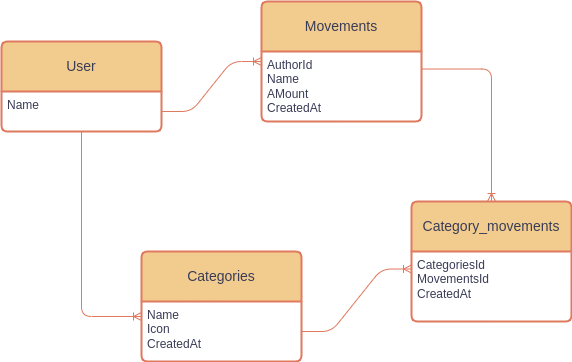 Movements
AuthorId
Name
AMount
CreatedAt
User
Name
Category_movements
CategoriesId
MovementsId
CreatedAt
Categories
Name
Icon
CreatedAt